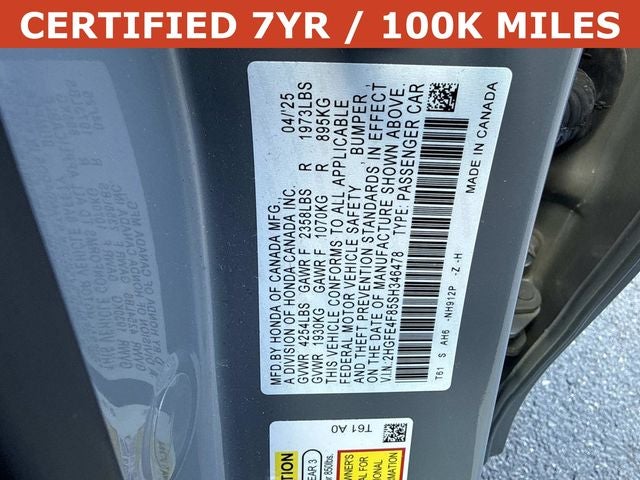 CERTIFIED 7YR / 100K MILES
MFD.BY HONDA OF CANADA MFG.,
A DIVISION OF HONDA CANADA INC. 04/'25
GVWR 4254LBS GAWR F 2358LBS R 1973LBS
GVWR 1930KG GAWR F 1070KG R 895KG
THIS VEHICLE CONFORMS TO ALL APPLICABLE
FEDERAL MOTOR VEHICLE SAFETY ,BUMPER ,
AND THEFT PREVENTION STANDARDS IN EFFECT
ON THE DATE OF MANUFACTURE SHOWN ABOVE.
V.I.N: 2HGFE4F85SH346478 TYPE: PASSENGER CAR
T61 S AH6 -NH912P -Z -H
MADE IN CANADA
T61 A0